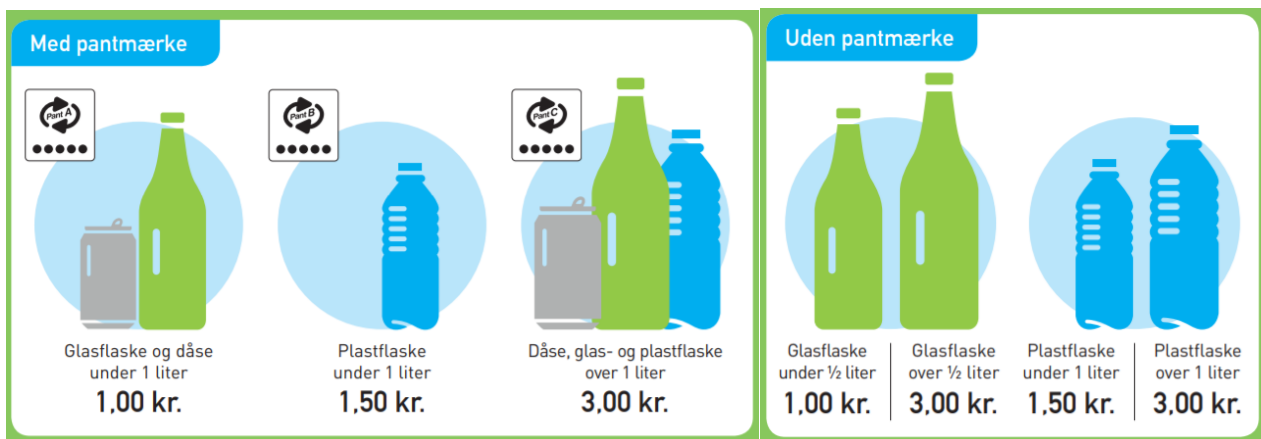 Med pantmærke
Pant A
Pant B
Pant C
Glasflaske og dåse
under 1 liter
1,00 kr.
Plastflaske
under 1 liter
1,50 kr.
Dåse, glas- og plastflaske
over 1 liter
3,00 kr.
Uden pantmærke
Glasflaske
under ½ liter
1,00 kr.
Glasflaske
over ½ liter
3,00 kr.
Plastflaske
under 1 liter
1,50 kr.
Plastflaske
over 1 liter
3,00 kr.